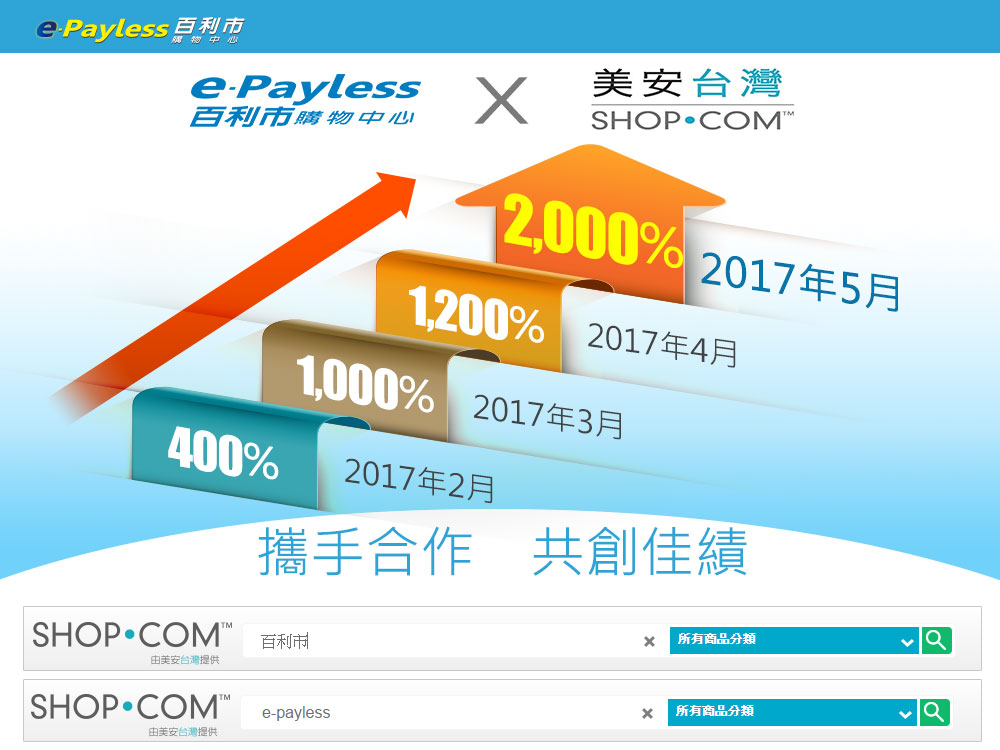 e-Payless 百利市
購物中心
e-Payless
百利市購物中心
X
美安台灣
SHOP•COM™
2,000%
2017年5月
1,200%
2017年4月
1,000%
2017年3月
400%
2017年2月
攜手合作 共創佳績
SHOP•COM™
由美安台灣提供
百利市
所有商品分類
SHOP•COM™
由美安台灣提供
e-payless
所有商品分類